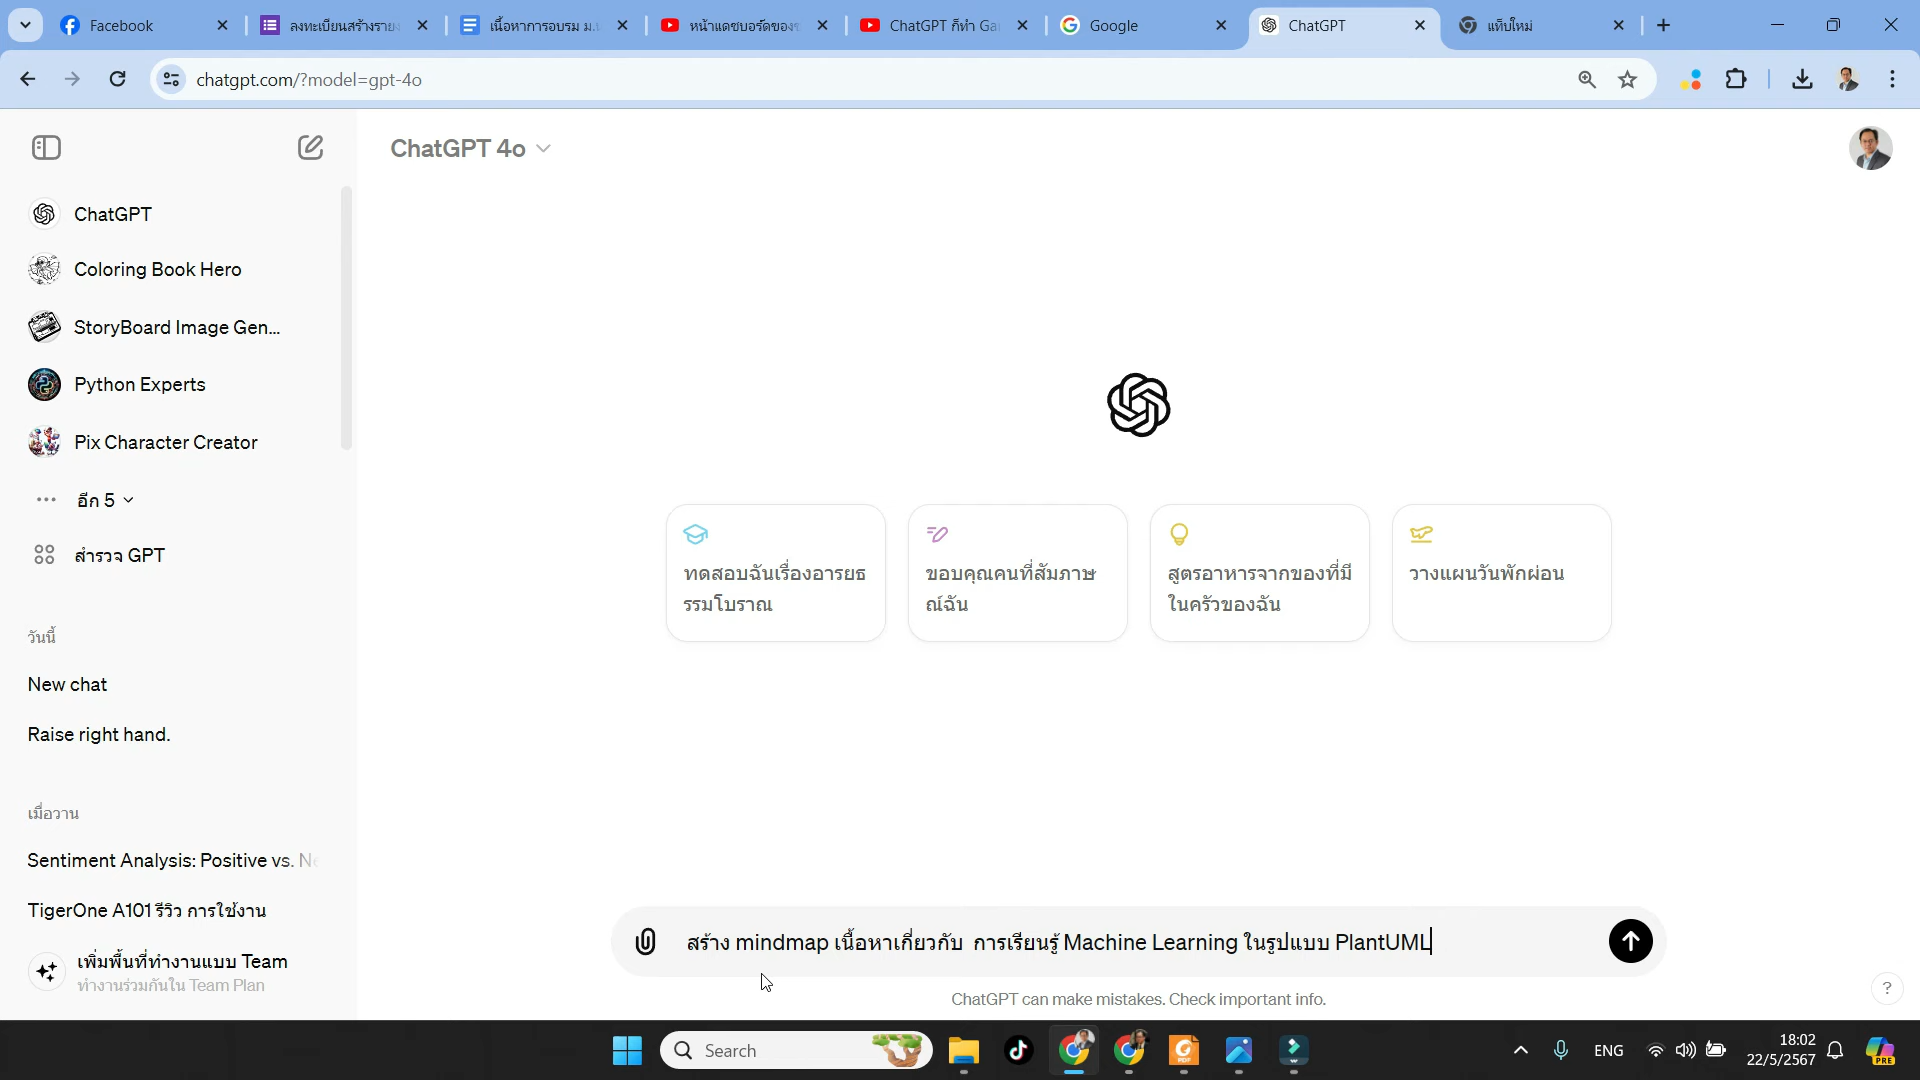 Facebook
ลงทะเบียนสร้างราย
เนื้อหาการอบรม ม.
หน้าแดชบอร์ดของ
ChatGPT ก็ทำ Ga
Google
ChatGPT
แท็บใหม่
chatgpt.com/?model=gpt-4o
ChatGPT 4o
ChatGPT
Coloring Book Hero
StoryBoard Image Gen...
Python Experts
Pix Character Creator
อีก 5
สำรวจ GPT
วันนี้
New chat
Raise right hand.
เมื่อวาน
Sentiment Analysis: Positive vs. Ne
TigerOne A101 รีวิว การใช้งาน
เพิ่มพื้นที่ทำงานแบบ Team
ทำงานร่วมกันใน Team Plan
ทดสอบฉันเรื่องอารยธ
รรมโบราณ
ขอบคุณคนที่สัมภาษ
ณ์ฉัน
สูตรอาหารจากของที่มี
ในครัวของฉัน
วางแผนวันพักผ่อน
สร้าง mindmap เนื้อหาเกี่ยวกับ การเรียนรู้ Machine Learning ในรูปแบบ PlantUML
ChatGPT can make mistakes. Check important info.
?
Search
PDF
ENG
18:02
22/5/2567
PRE